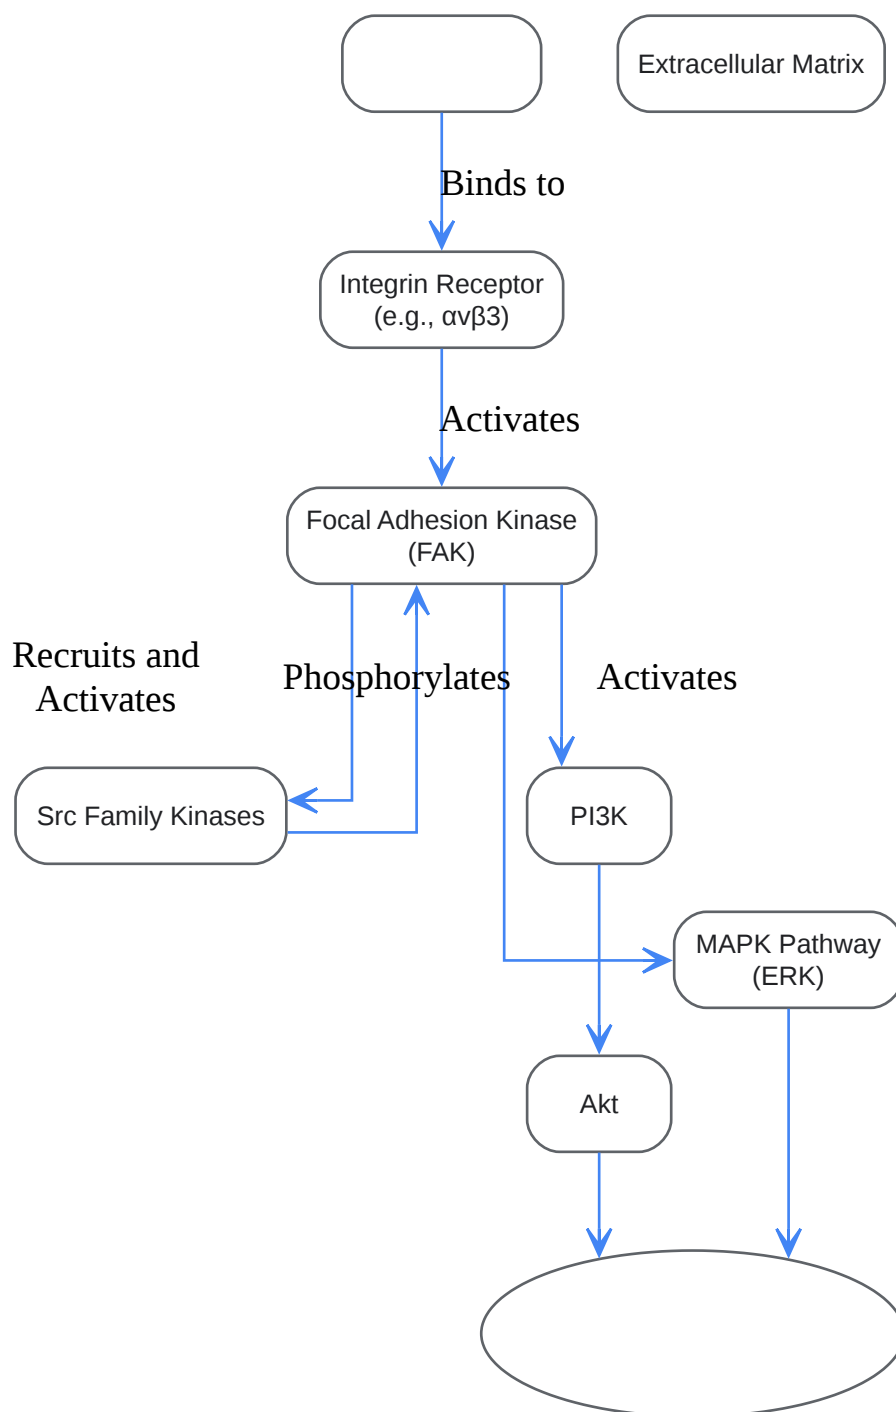 Extracellular Matrix
Binds to
Integrin Receptor
(e.g., αvβ3)
Activates
Focal Adhesion Kinase
(FAK)
Recruits and
Activates
Phosphorylates
Activates
Src Family Kinases
PI3K
MAPK Pathway
(ERK)
Akt